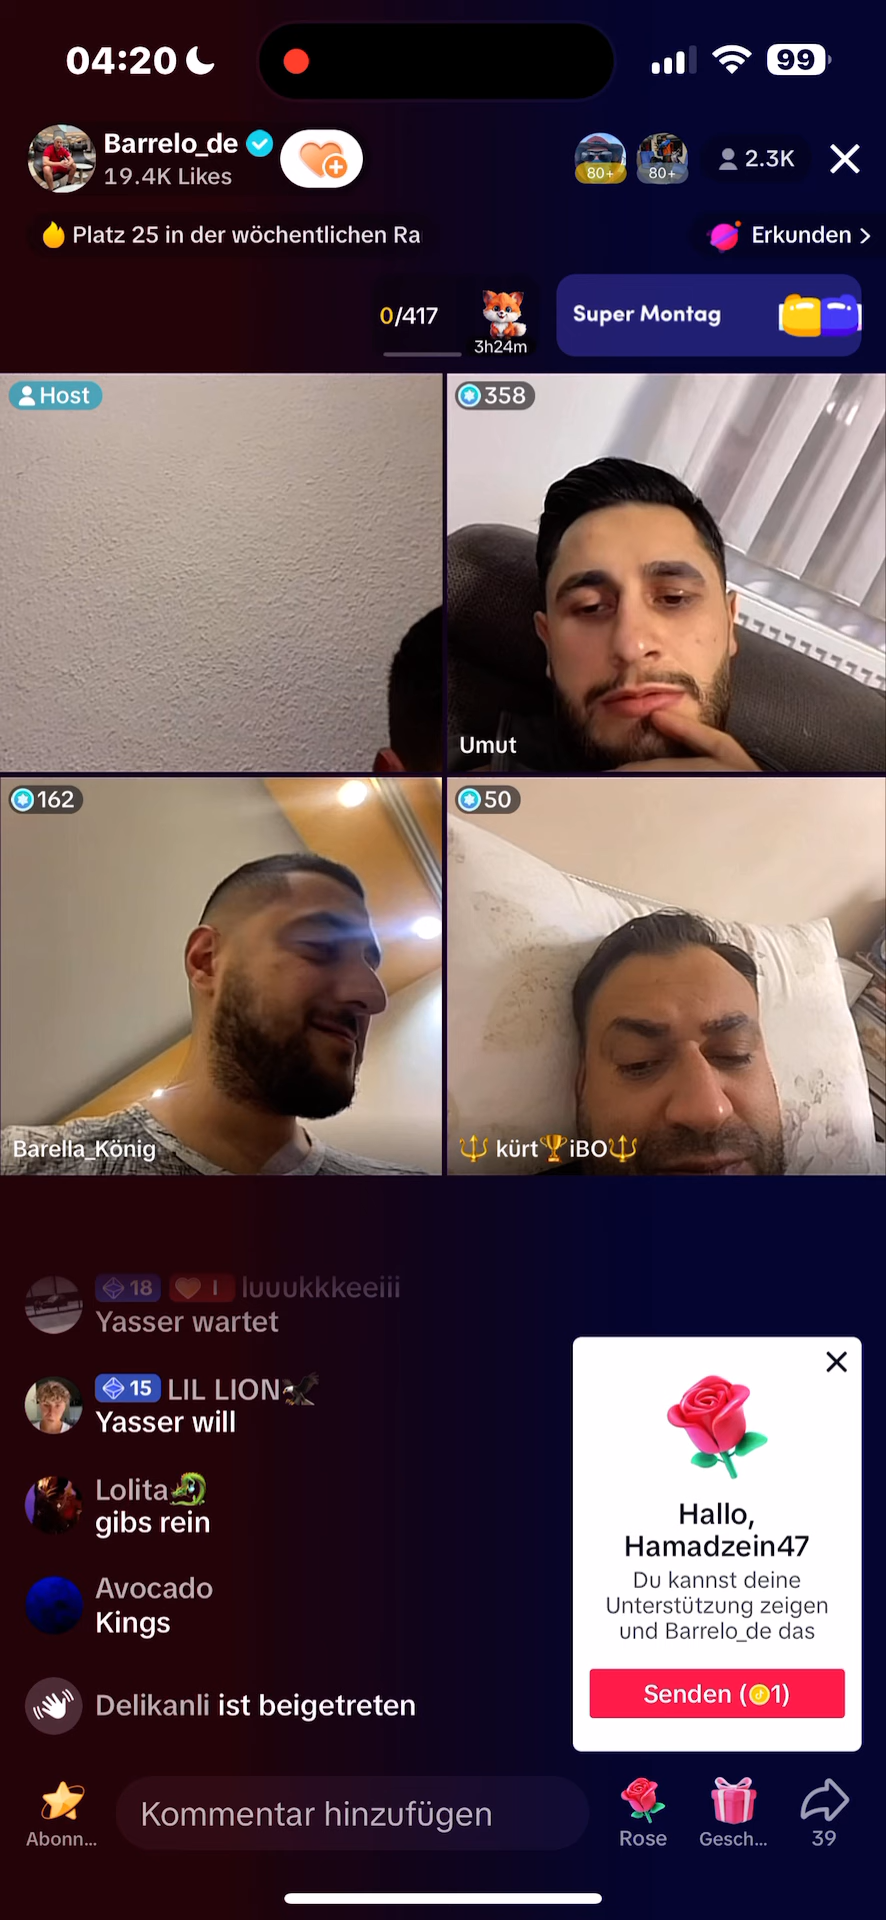 04:20
99
Barrelo_de
19.4K Likes
80+
80+
2.3K
Platz 25 in der wöchentlichen Ra
Erkunden >
0/417
3h24m
Super Montag
Host
358
Umut
162
Barella_König
50
kürt iBO
18 I luuukkkeeiii
Yasser wartet
15 LIL LION
Yasser will
Lolita
gibs rein
Avocado
Kings
Delikanli ist beigetreten
Hallo,
Hamadzein47
Du kannst deine
Unterstützung zeigen
und Barrelo_de das
Senden (1)
Abonn...
Kommentar hinzufügen
Rose
Gesch...
39